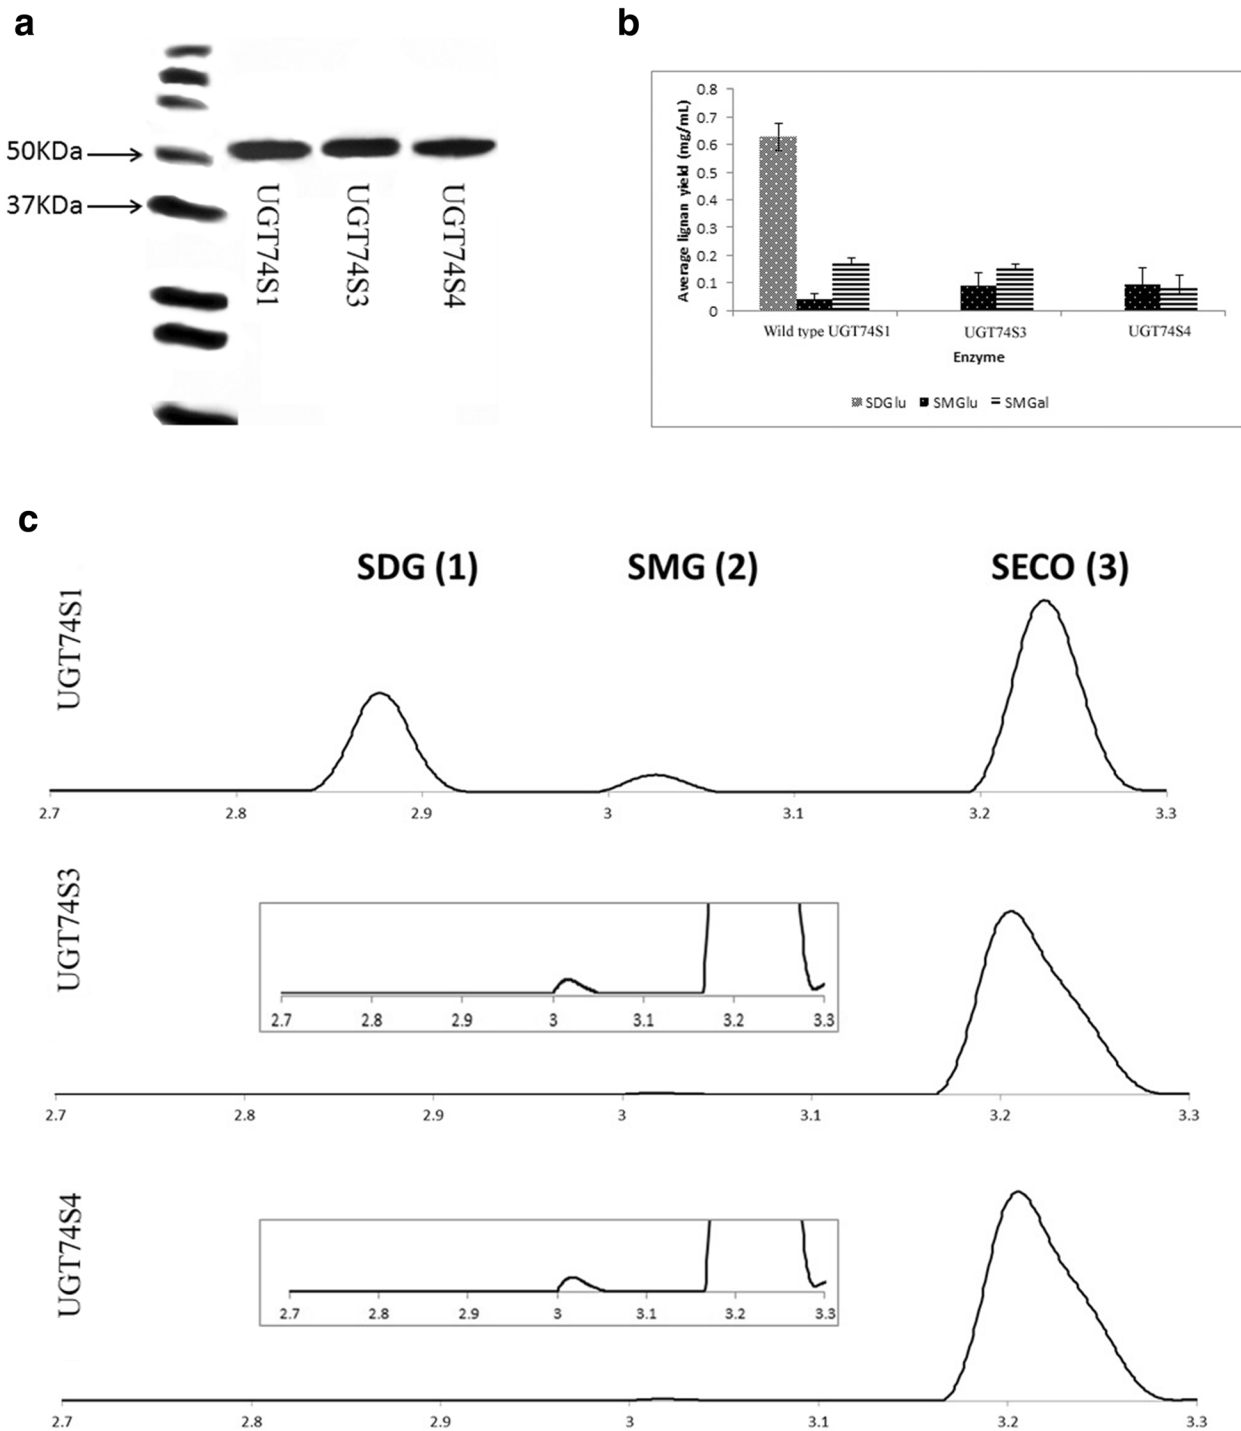 a
50KDa
37KDa
UGT74S1
UGT74S3
UGT74S4
b
Average lignan yield (mg/mL)
0.8
0.7
0.6
0.5
0.4
0.3
0.2
0.1
0
Wild type UGT74S1 UGT74S3 UGT74S4
Enzyme
SDGlu SMGlu SMGal
c
SDG (1) SMG (2) SECO (3)
UGT74S1
2.7 2.8 2.9 3 3.1 3.2 3.3
UGT74S3
2.7 2.8 2.9 3 3.1 3.2 3.3
2.7 2.8 2.9 3 3.1 3.2 3.3
UGT74S4
2.7 2.8 2.9 3 3.1 3.2 3.3
2.7 2.8 2.9 3 3.1 3.2 3.3